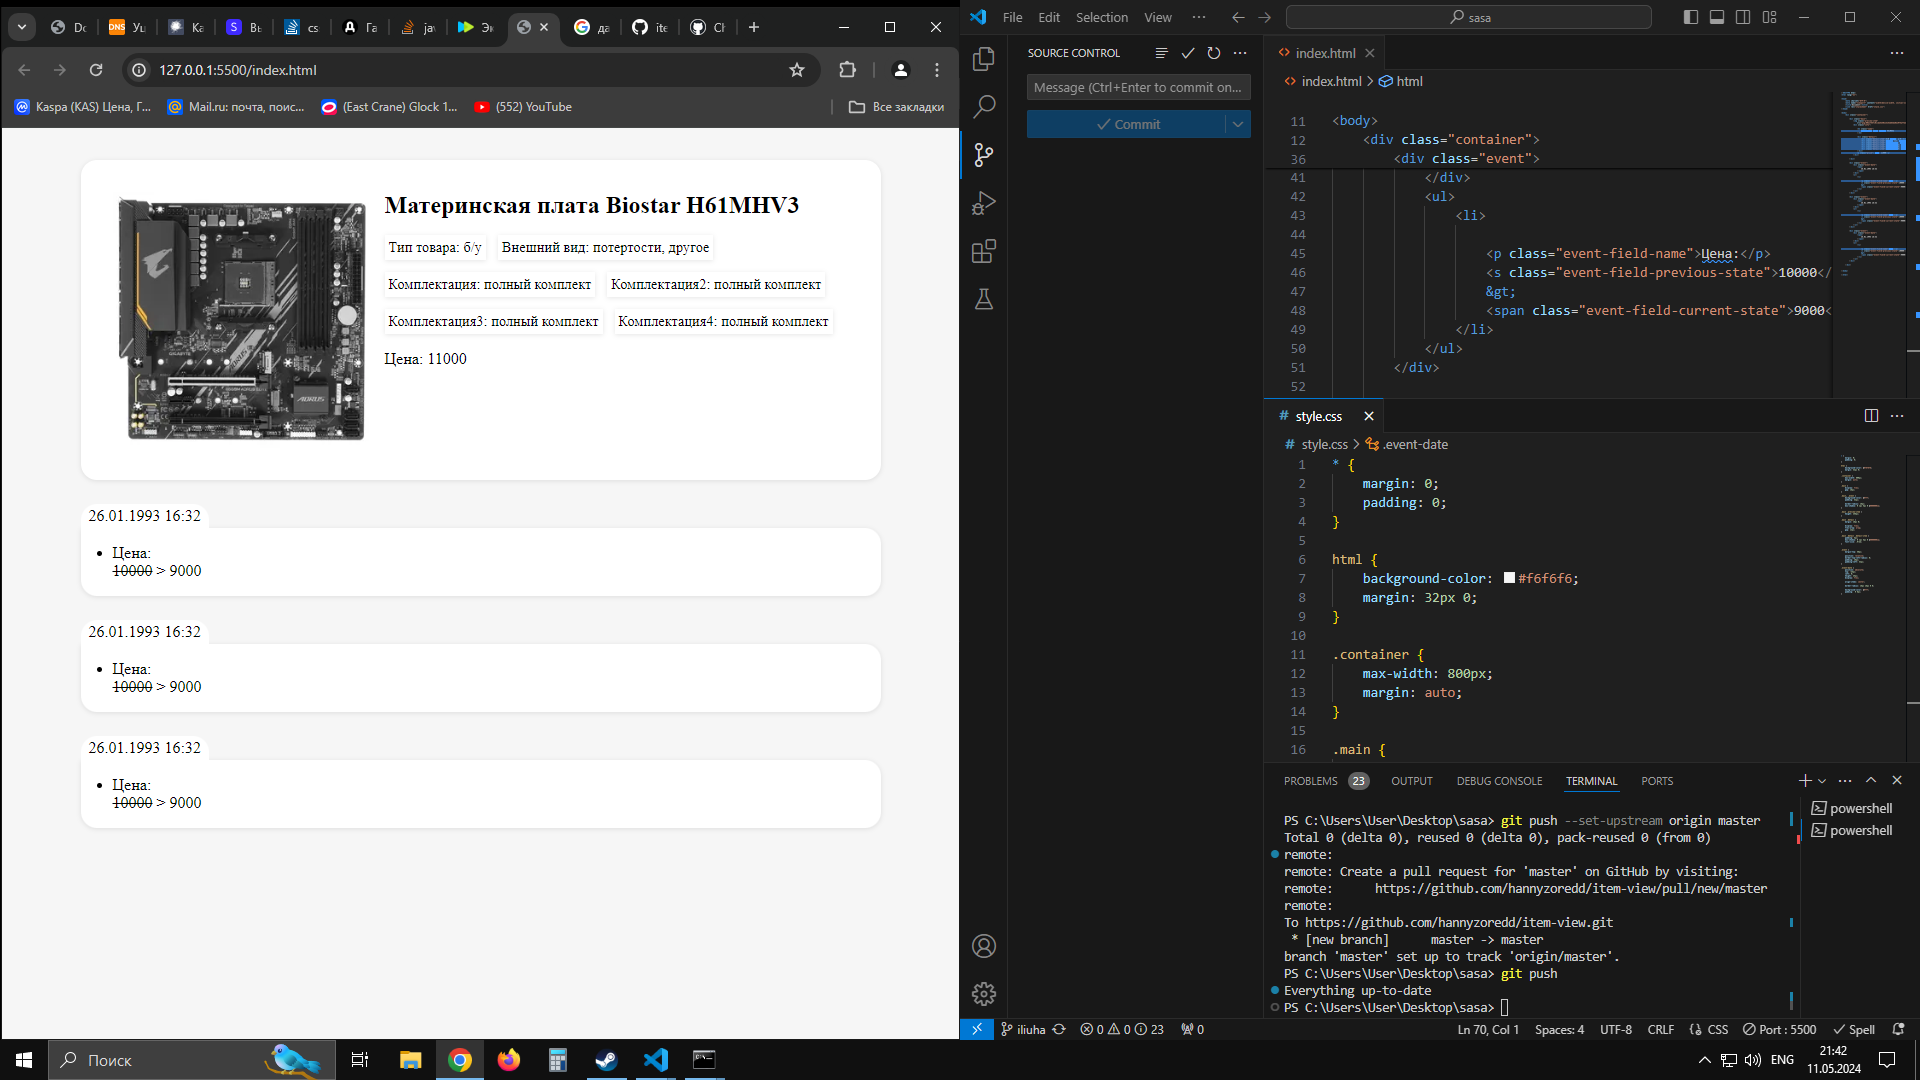 Dc
Уц
Ка
Вы
cs
Га
jav
Эк
да
ite
Ch
127.0.0.1:5500/index.html
Kaspa (KAS) Цена, Г...
Mail.ru: почта, поис...
(East Crane) Glock 1...
(552) YouTube
Все закладки
Материнская плата Biostar H61MHV3
Тип товара: б/у
Внешний вид: потертости, другое
Комплектация: полный комплект
Комплектация2: полный комплект
Комплектация3: полный комплект
Комплектация4: полный комплект
Цена: 11000
26.01.1993 16:32
Цена:
10000 > 9000
26.01.1993 16:32
Цена:
10000 > 9000
26.01.1993 16:32
Цена:
10000 > 9000
File Edit Selection View ···
sasa
SOURCE CONTROL
Message (Ctrl+Enter to commit on...
Commit
index.html
index.html > html
11 <body>
12 <div class="container">
36 <div class="event">
41 </div>
42 <ul>
43 <li>
44
45 <p class="event-field-name">Цена:</p>
46 <s class="event-field-previous-state">10000</
47 &gt;
48 <span class="event-field-current-state">9000<
49 </li>
50 </ul>
51 </div>
52
# style.css
# style.css > .event-date
1 * {
2 margin: 0;
3 padding: 0;
4 }
5
6 html {
7 background-color: #f6f6f6;
8 margin: 32px 0;
9 }
10
11 .container {
12 max-width: 800px;
13 margin: auto;
14 }
15
16 .main {
PROBLEMS 23 OUTPUT DEBUG CONSOLE TERMINAL PORTS
PS C:\Users\User\Desktop\sasa> git push --set-upstream origin master
Total 0 (delta 0), reused 0 (delta 0), pack-reused 0 (from 0)
remote:
remote: Create a pull request for 'master' on GitHub by visiting:
remote: https://github.com/hannyzoredd/item-view/pull/new/master
remote:
To https://github.com/hannyzoredd/item-view.git
* [new branch] master -> master
branch 'master' set up to track 'origin/master'.
PS C:\Users\User\Desktop\sasa> git push
Everything up-to-date
PS C:\Users\User\Desktop\sasa>
powershell
powershell
iliuha 0 0 23 0
Ln 70, Col 1 Spaces: 4 UTF-8 CRLF CSS Port : 5500 Spell
Поиск
ENG
21:42
11.05.2024